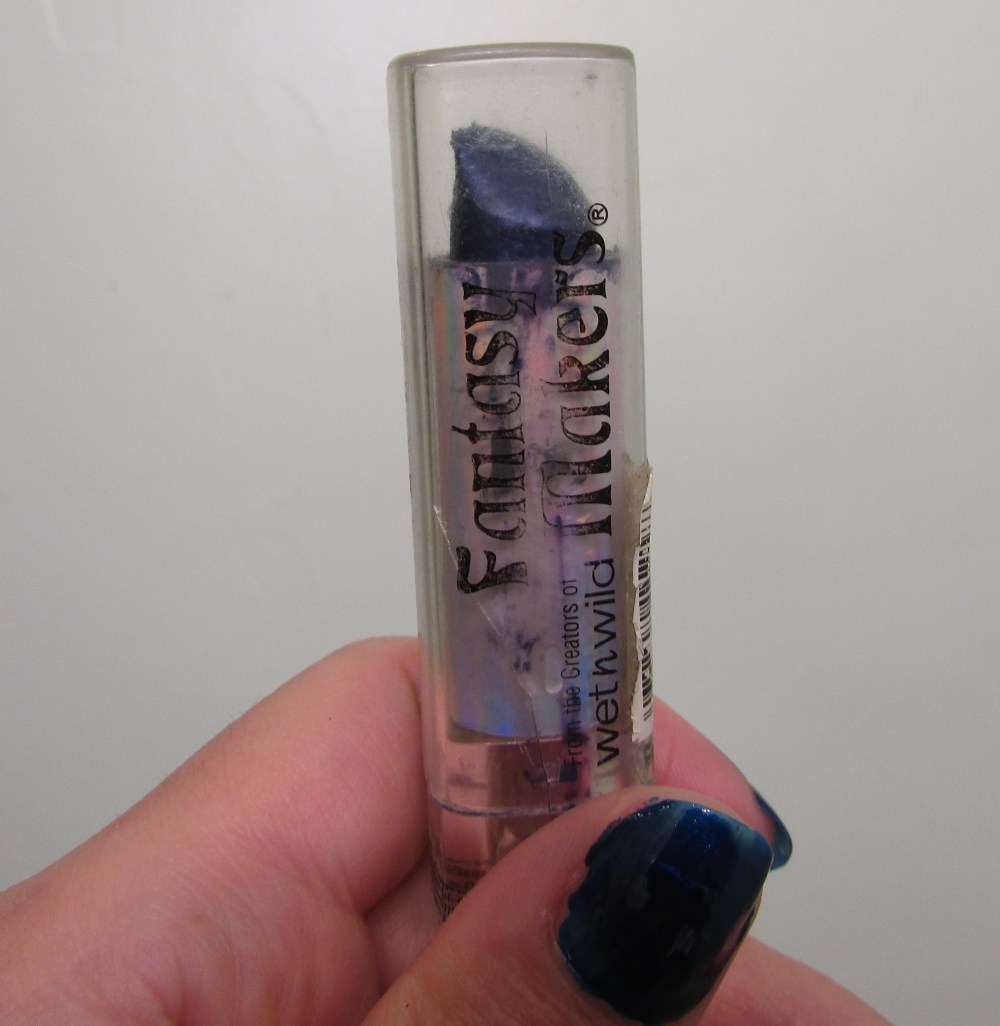 Fantasy
Makers®
From the Creators of
wet n wild